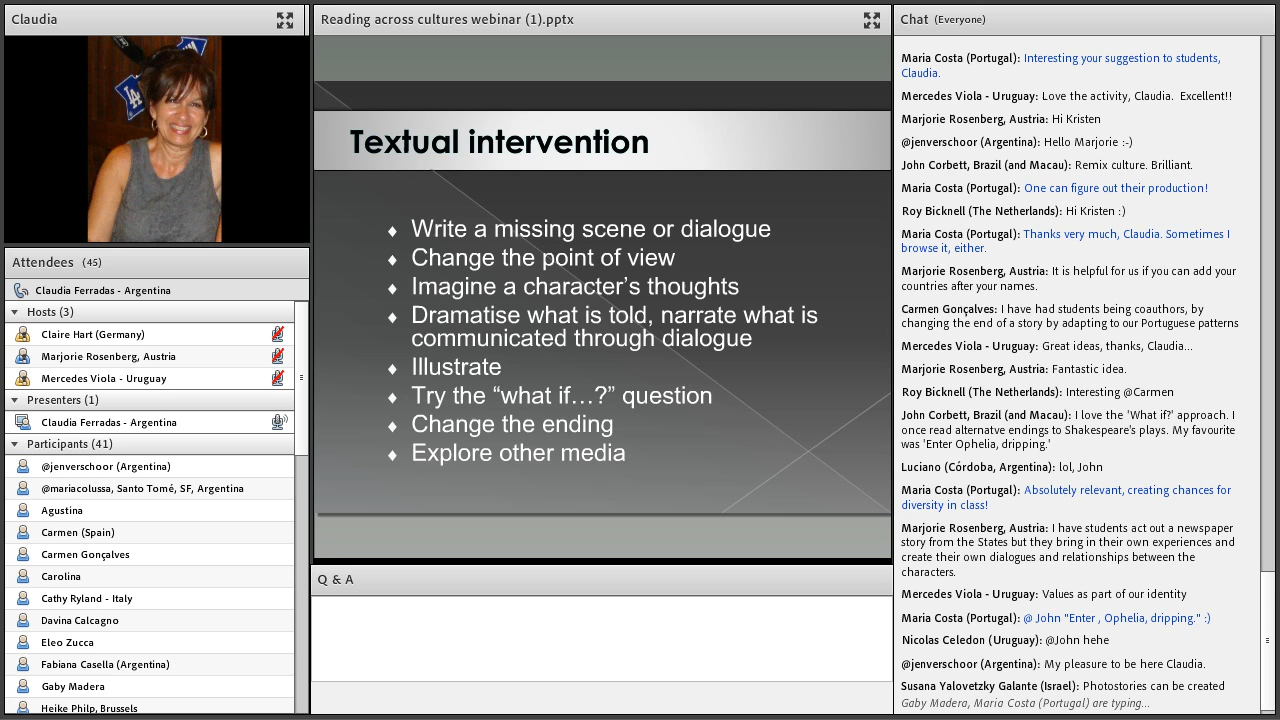 Claudia
LA
Attendees (45)
Claudia Ferradas - Argentina
Hosts (3)
Claire Hart (Germany)
Marjorie Rosenberg, Austria
Mercedes Viola - Uruguay
Presenters (1)
Claudia Ferradas - Argentina
Participants (41)
@jenverschoor (Argentina)
@mariacolussa, Santo Tomé, SF, Argentina
Agustina
Carmen (Spain)
Carmen Gonçalves
Carolina
Cathy Ryland - Italy
Davina Calcagno
Eleo Zucca
Fabiana Casella (Argentina)
Gaby Madera
Heike Philp, Brussels
Reading across cultures webinar (1).pptx
Textual intervention
♦ Write a missing scene or dialogue
♦ Change the point of view
♦ Imagine a character's thoughts
♦ Dramatise what is told, narrate what is
communicated through dialogue
♦ Illustrate
♦ Try the “what if…?” question
♦ Change the ending
♦ Explore other media
Q & A
Chat (Everyone)
Maria Costa (Portugal): Interesting your suggestion to students,
Claudia.
Mercedes Viola - Uruguay: Love the activity, Claudia.  Excellent!!
Marjorie Rosenberg, Austria: Hi Kristen
@jenverschoor (Argentina): Hello Marjorie :-)
John Corbett, Brazil (and Macau): Remix culture. Brilliant.
Maria Costa (Portugal): One can figure out their production!
Roy Bicknell (The Netherlands): Hi Kristen :)
Maria Costa (Portugal): Thanks very much, Claudia. Sometimes I
browse it, either.
Marjorie Rosenberg, Austria: It is helpful for us if you can add your
countries after your names.
Carmen Gonçalves: I have had students being coauthors, by
changing the end of a story by adapting to our Portuguese patterns
Mercedes Viola - Uruguay: Great ideas, thanks, Claudia...
Marjorie Rosenberg, Austria: Fantastic idea.
Roy Bicknell (The Netherlands): Interesting @Carmen
John Corbett, Brazil (and Macau): I love the 'What if?' approach. I
once read alternatve endings to Shakespeare's plays. My favourite
was 'Enter Ophelia, dripping.'
Luciano (Córdoba, Argentina): lol, John
Maria Costa (Portugal): Absolutely relevant, creating chances for
diversity in class!
Marjorie Rosenberg, Austria: I have students act out a newspaper
story from the States but they bring in their own experiences and
create their own dialogues and relationships between the
characters.
Mercedes Viola - Uruguay: Values as part of our identity
Maria Costa (Portugal): @ John "Enter , Ophelia, dripping." :)
Nicolas Celedon (Uruguay): @John hehe
@jenverschoor (Argentina): My pleasure to be here Claudia.
Susana Yalovetzky Galante (Israel): Photostories can be created
Gaby Madera, Maria Costa (Portugal) are typing...